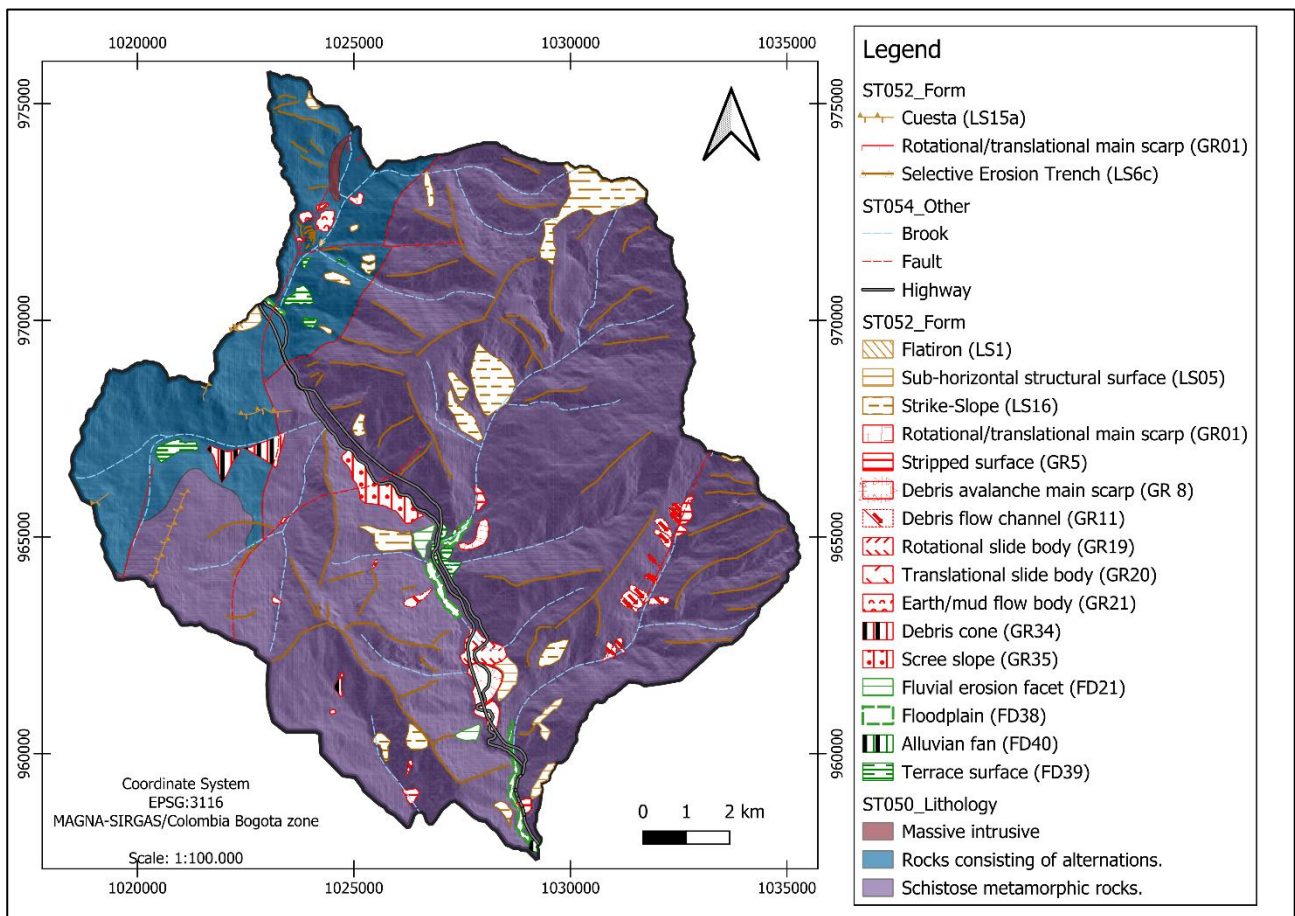 1020000 1025000 1030000 1035000
975000
970000
965000
960000
975000
970000
965000
960000
Coordinate System
EPSG:3116
MAGNA-SIRGAS/Colombia Bogota zone
Scale: 1:100.000
0 1 2 km
1020000 1025000 1030000 1035000
Legend
ST052_Form
Cuesta (LS15a)
Rotational/translational main scarp (GR01)
Selective Erosion Trench (LS6c)
ST054_Other
Brook
Fault
Highway
ST052_Form
Flatiron (LS1)
Sub-horizontal structural surface (LS05)
Strike-Slope (LS16)
Rotational/translational main scarp (GR01)
Stripped surface (GR5)
Debris avalanche main scarp (GR 8)
Debris flow channel (GR11)
Rotational slide body (GR19)
Translational slide body (GR20)
Earth/mud flow body (GR21)
Debris cone (GR34)
Scree slope (GR35)
Fluvial erosion facet (FD21)
Floodplain (FD38)
Alluvian fan (FD40)
Terrace surface (FD39)
ST050_Lithology
Massive intrusive
Rocks consisting of alternations.
Schistose metamorphic rocks.